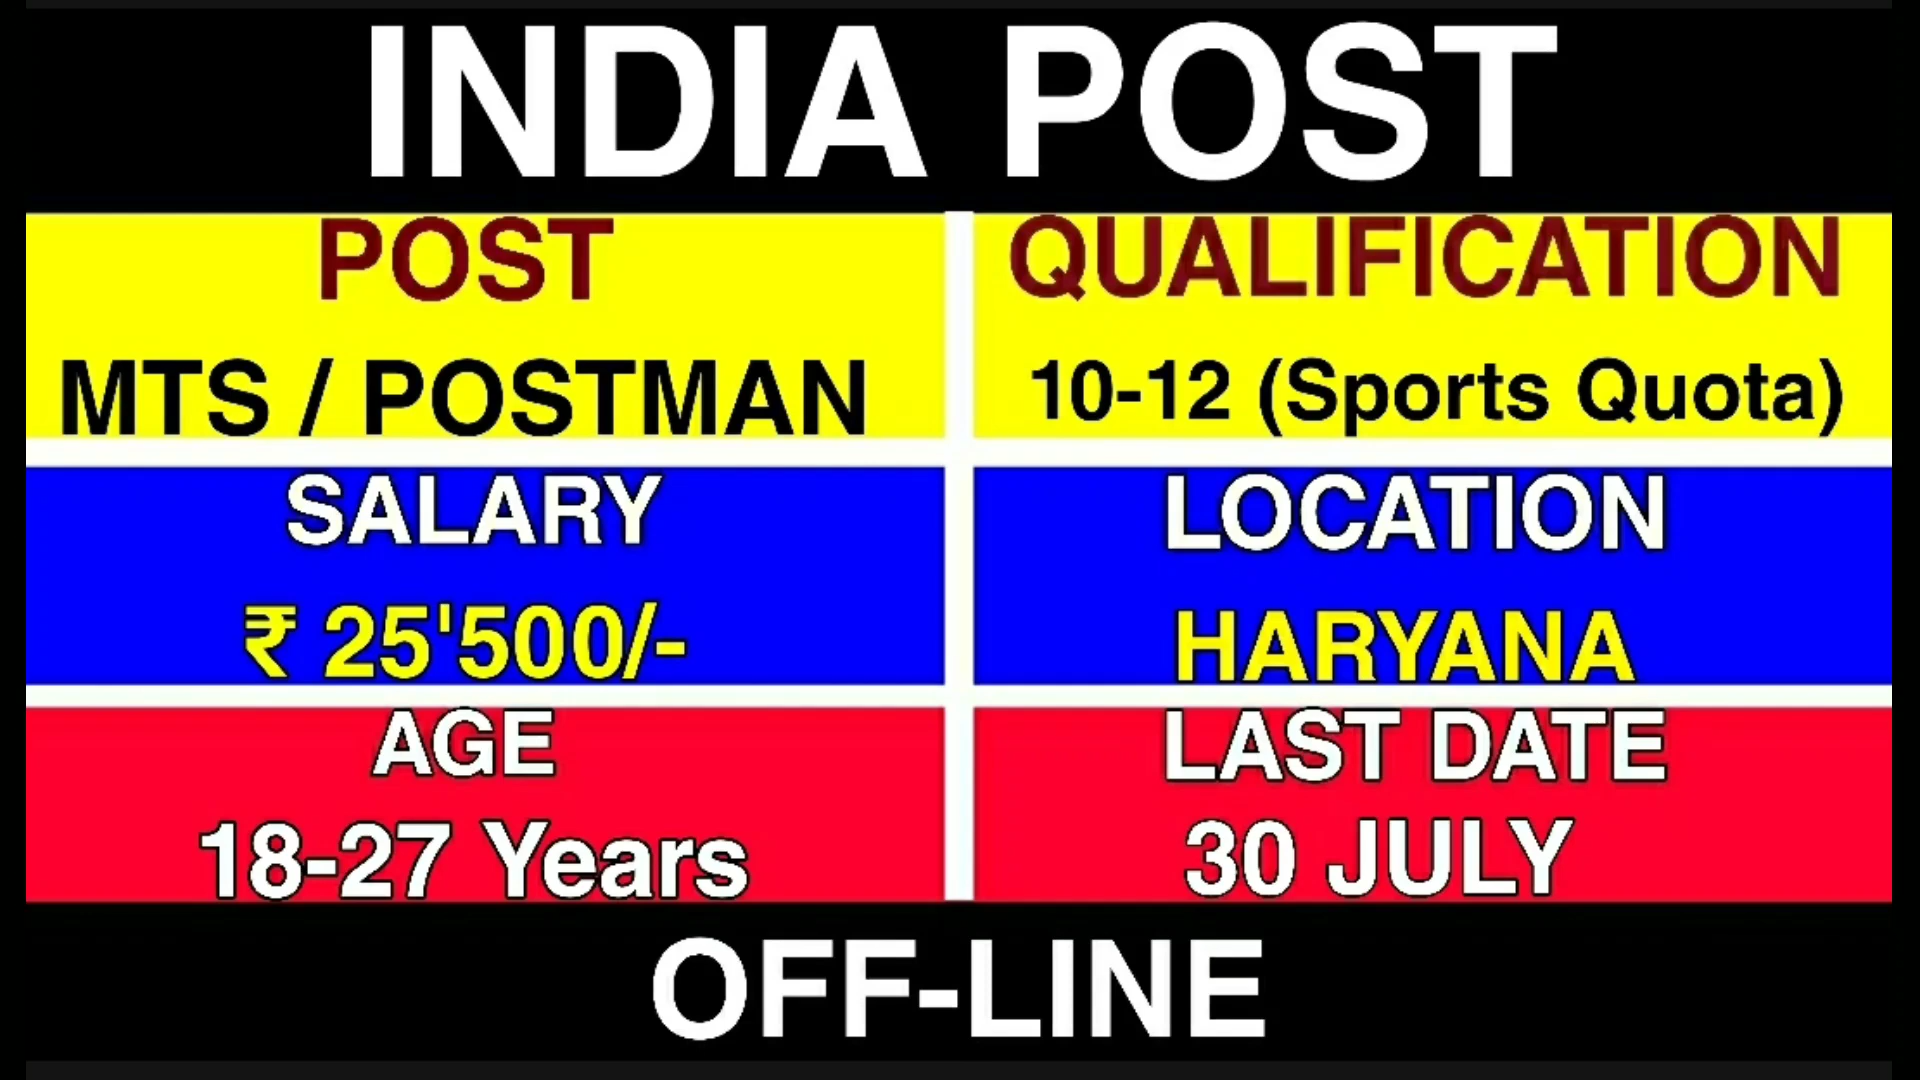 INDIA POST
POST
MTS / POSTMAN
QUALIFICATION
10-12 (Sports Quota)
SALARY
₹ 25'500/-
LOCATION
HARYANA
AGE
18-27 Years
LAST DATE
30 JULY
OFF-LINE